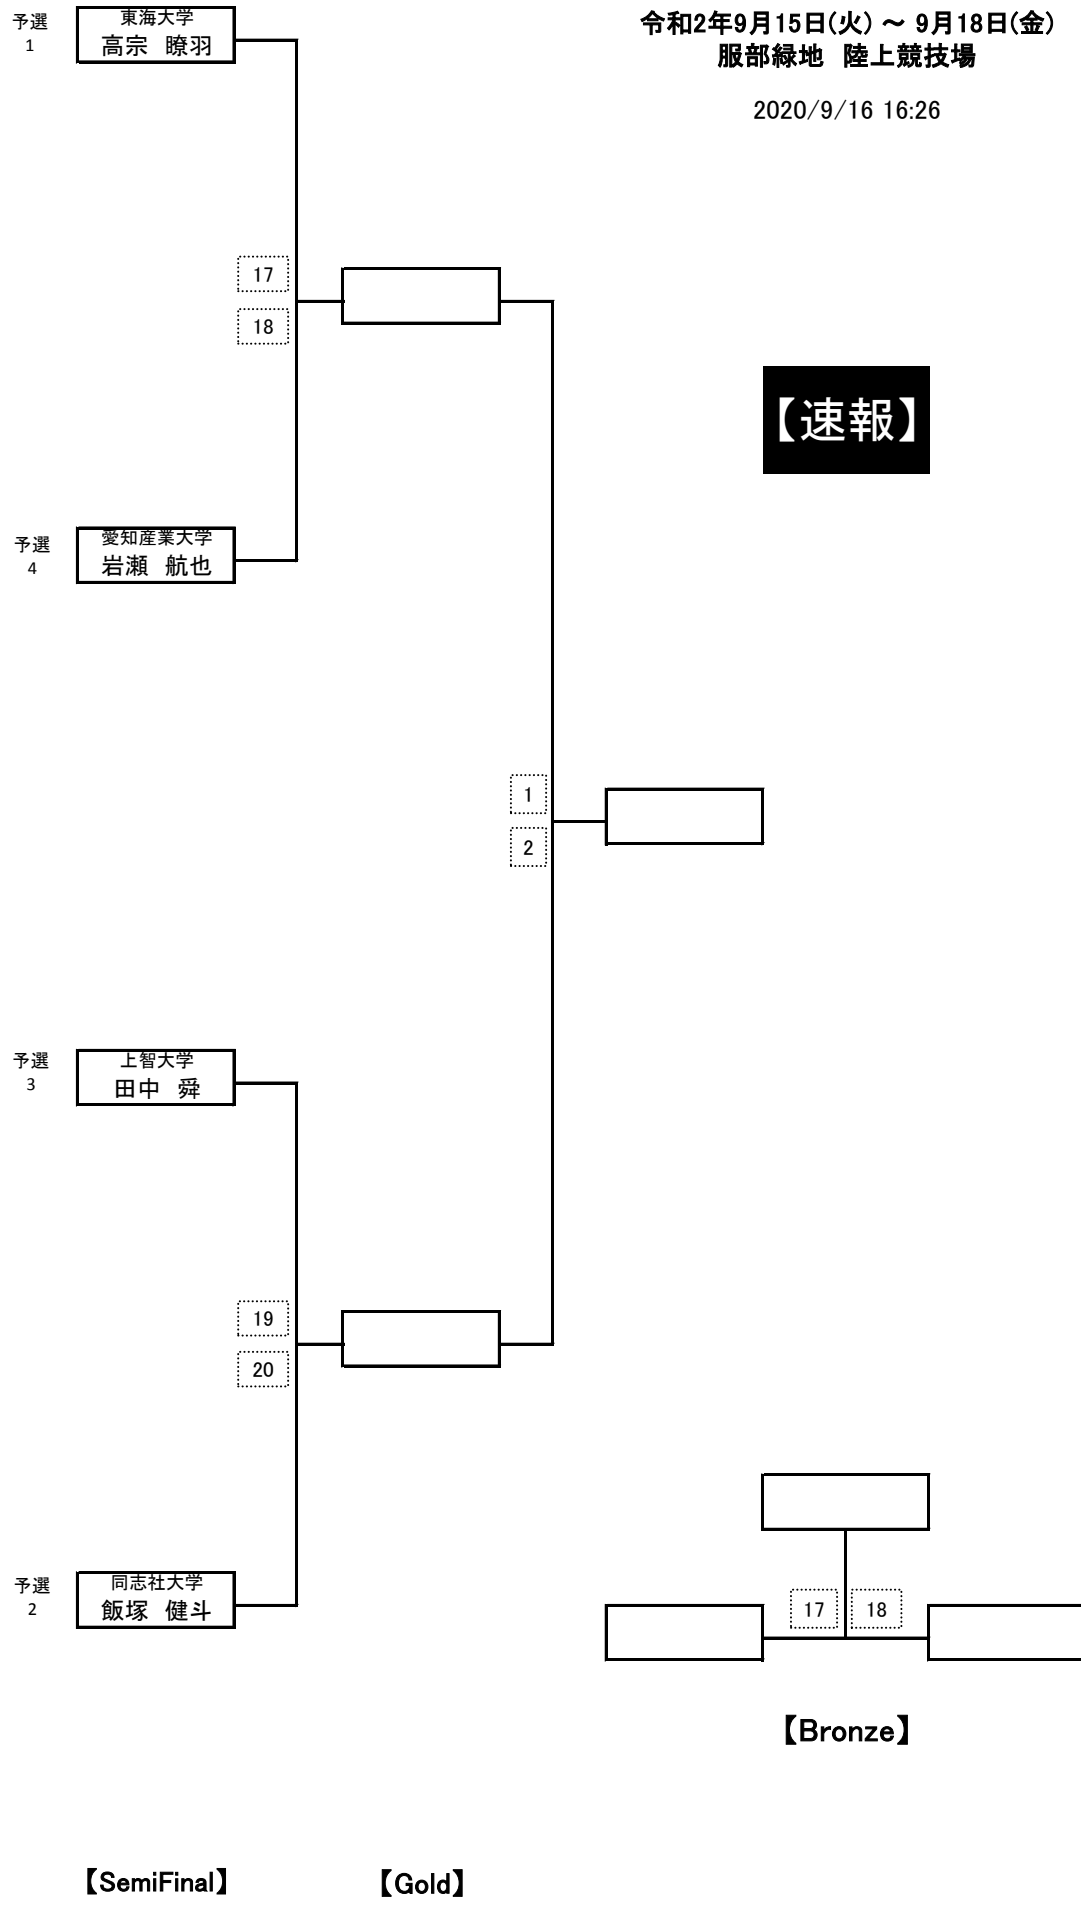 予選
1
東海大学
高宗　瞭羽
令和2年9月15日(火) ～ 9月18日(金)
服部緑地　陸上競技場
2020/9/16 16:26
17
18
【速報】
予選
4
愛知産業大学
岩瀬　航也
1
2
予選
3
上智大学
田中　舜
19
20
予選
2
同志社大学
飯塚　健斗
17
18
【Bronze】
【SemiFinal】
【Gold】